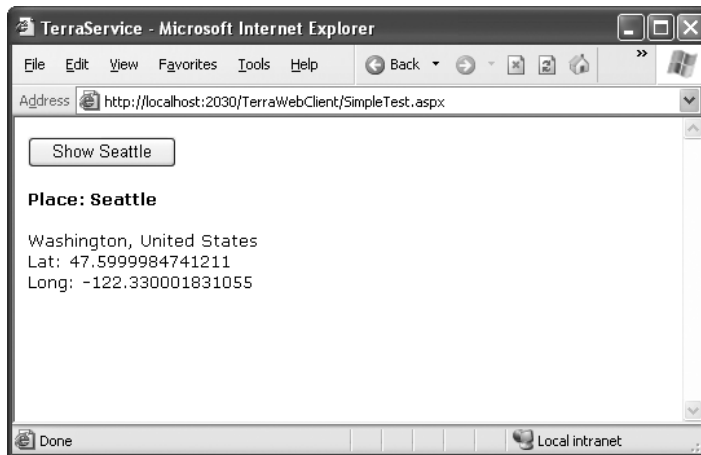 TerraService - Microsoft Internet Explorer
File Edit View Favorites Tools Help Back »
Address http://localhost:2030/TerraWebClient/SimpleTest.aspx
Show Seattle
Place: Seattle
Washington, United States
Lat: 47.5999984741211
Long: -122.330001831055
Done Local intranet